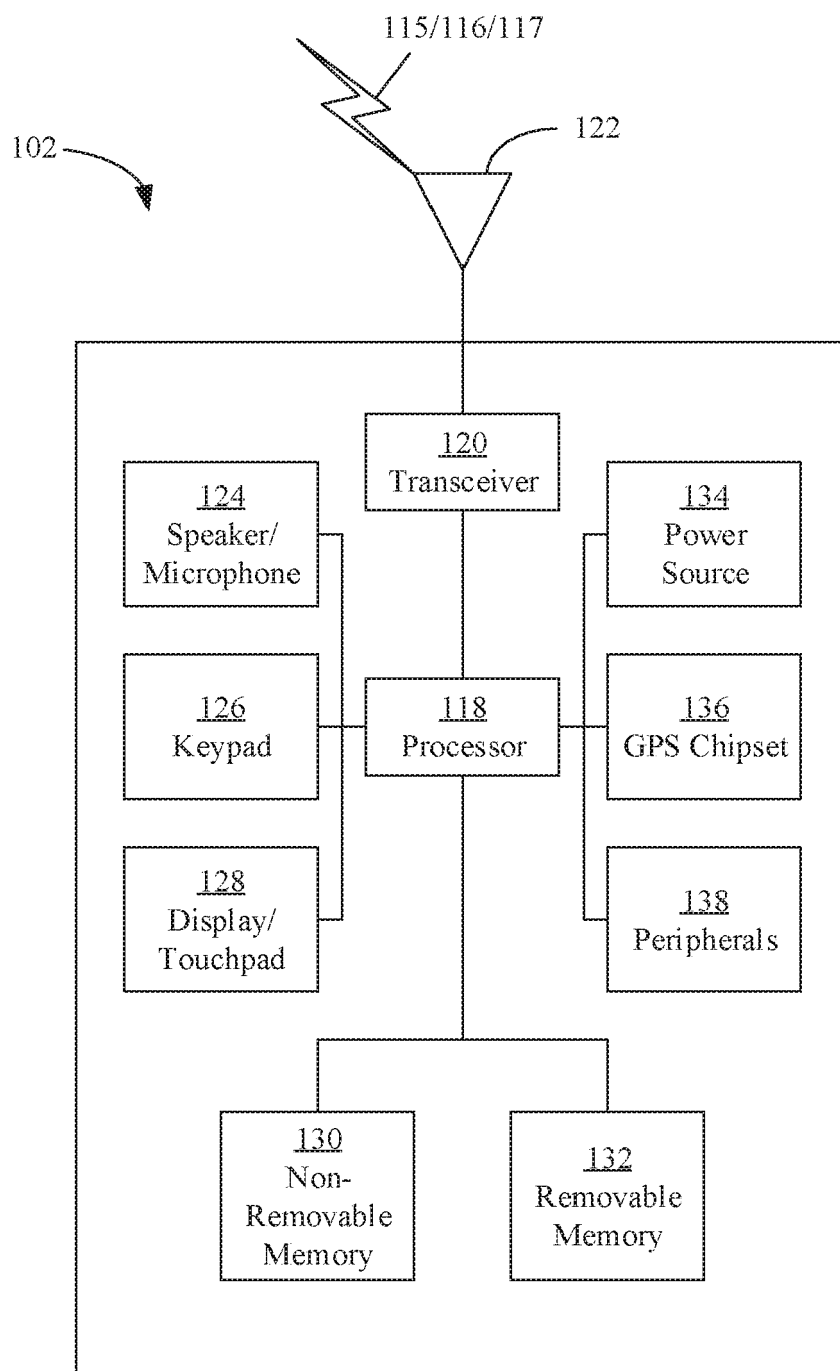 115/116/117
122
102
120
Transceiver
124
Speaker/
Microphone
134
Power
Source
126
Keypad
118
Processor
136
GPS Chipset
128
Display/
Touchpad
138
Peripherals
130
Non-
Removable
Memory
132
Removable
Memory